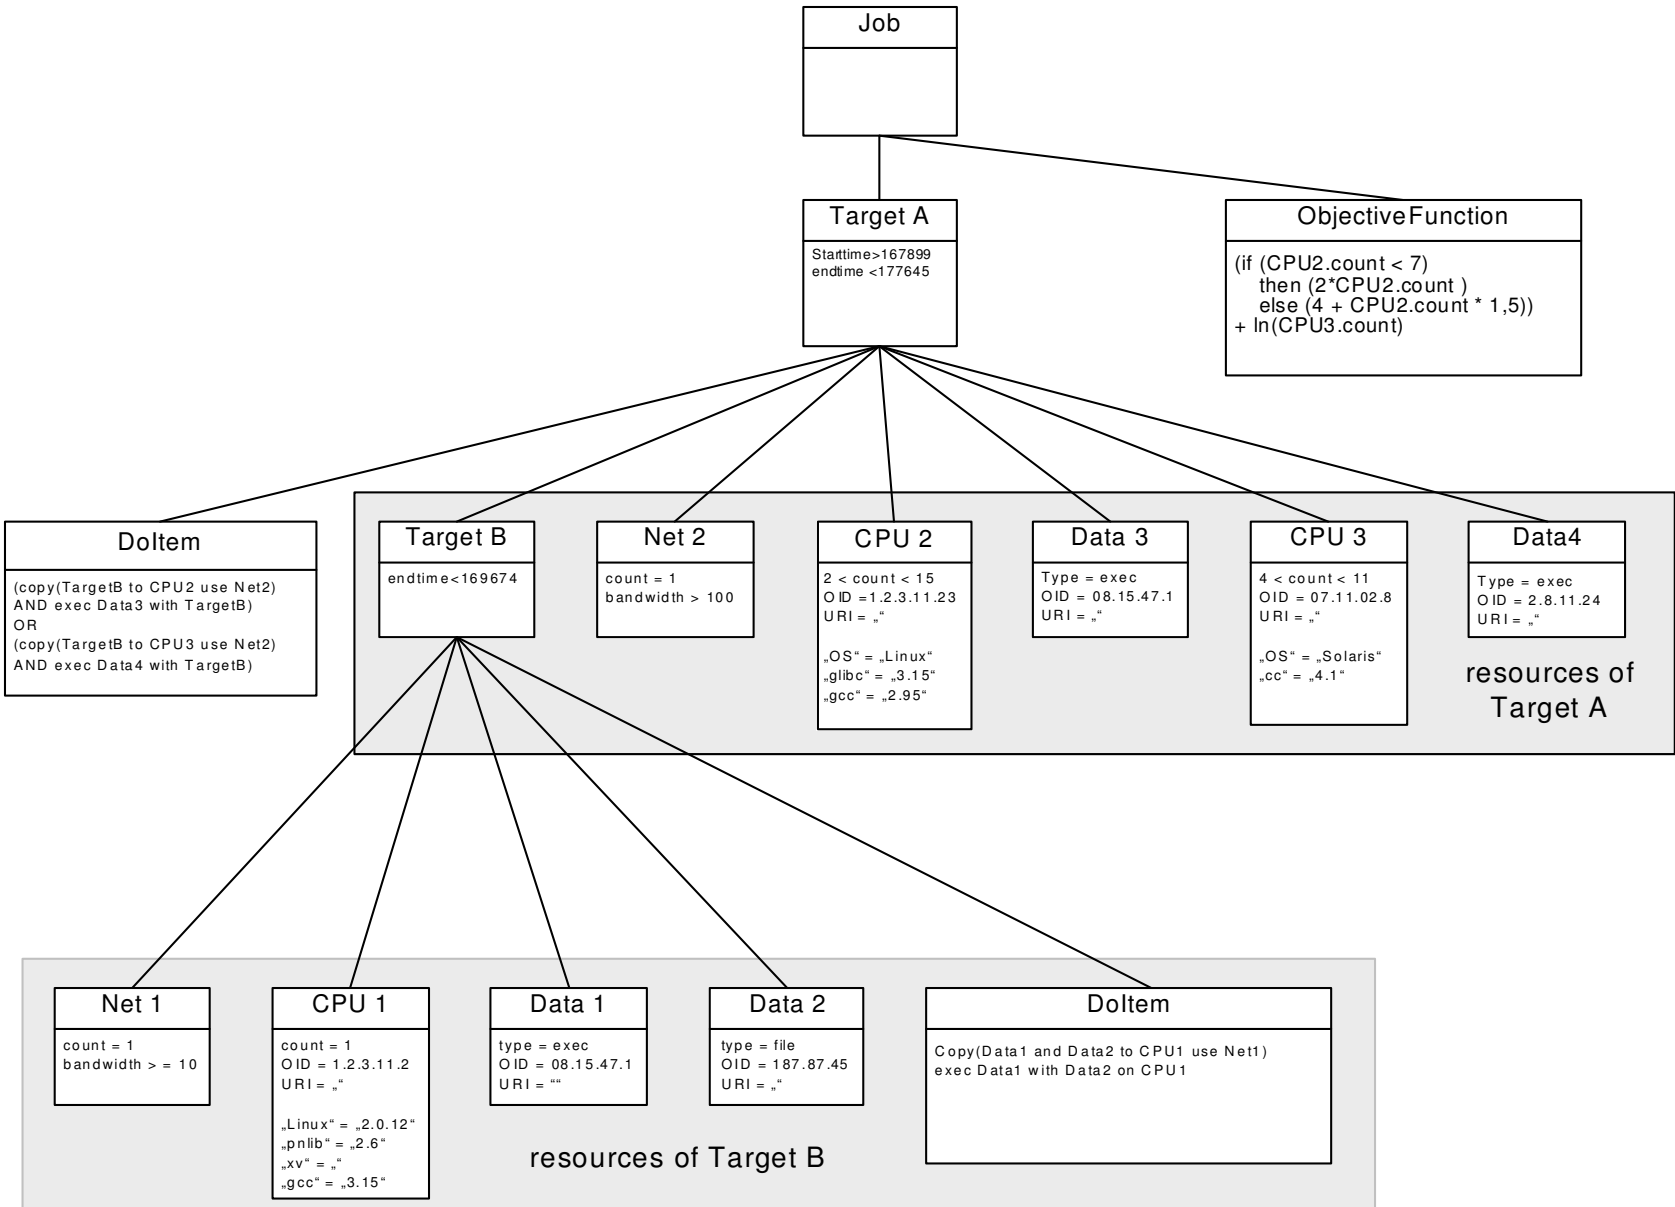 Job
Target A
Starttime>167899
endtime <177645
ObjectiveFunction
(if (CPU2.count < 7)
then (2*CPU2.count )
else (4 + CPU2.count * 1,5))
+ ln(CPU3.count)
DoItem
(copy(TargetB to CPU2 use Net2)
AND exec Data3 with TargetB)
OR
(copy(TargetB to CPU3 use Net2)
AND exec Data4 with TargetB)
Target B
endtime<169674
Net 2
count = 1
bandwidth > 100
CPU 2
2 < count < 15
OID =1.2.3.11.23
URI = „“
„OS“ = „Linux“
„glibc“ = „3.15“
„gcc“ = „2.95“
Data 3
Type = exec
OID = 08.15.47.1
URI = „“
CPU 3
4 < count < 11
OID = 07.11.02.8
URI = „“
„OS“ = „Solaris“
„cc“ = „4.1“
Data4
Type = exec
OID = 2.8.11.24
URI = „“
resources of
Target A
Net 1
count = 1
bandwidth > = 10
CPU 1
count = 1
OID = 1.2.3.11.2
URI = „“
„Linux“ = „2.0.12“
„pnlib“ = „2.6“
„xv“ = „“
„gcc“ = „3.15“
Data 1
type = exec
OID = 08.15.47.1
URI = ““
Data 2
type = file
OID = 187.87.45
URI = „“
DoItem
Copy(Data1 and Data2 to CPU1 use Net1)
exec Data1 with Data2 on CPU1
resources of Target B